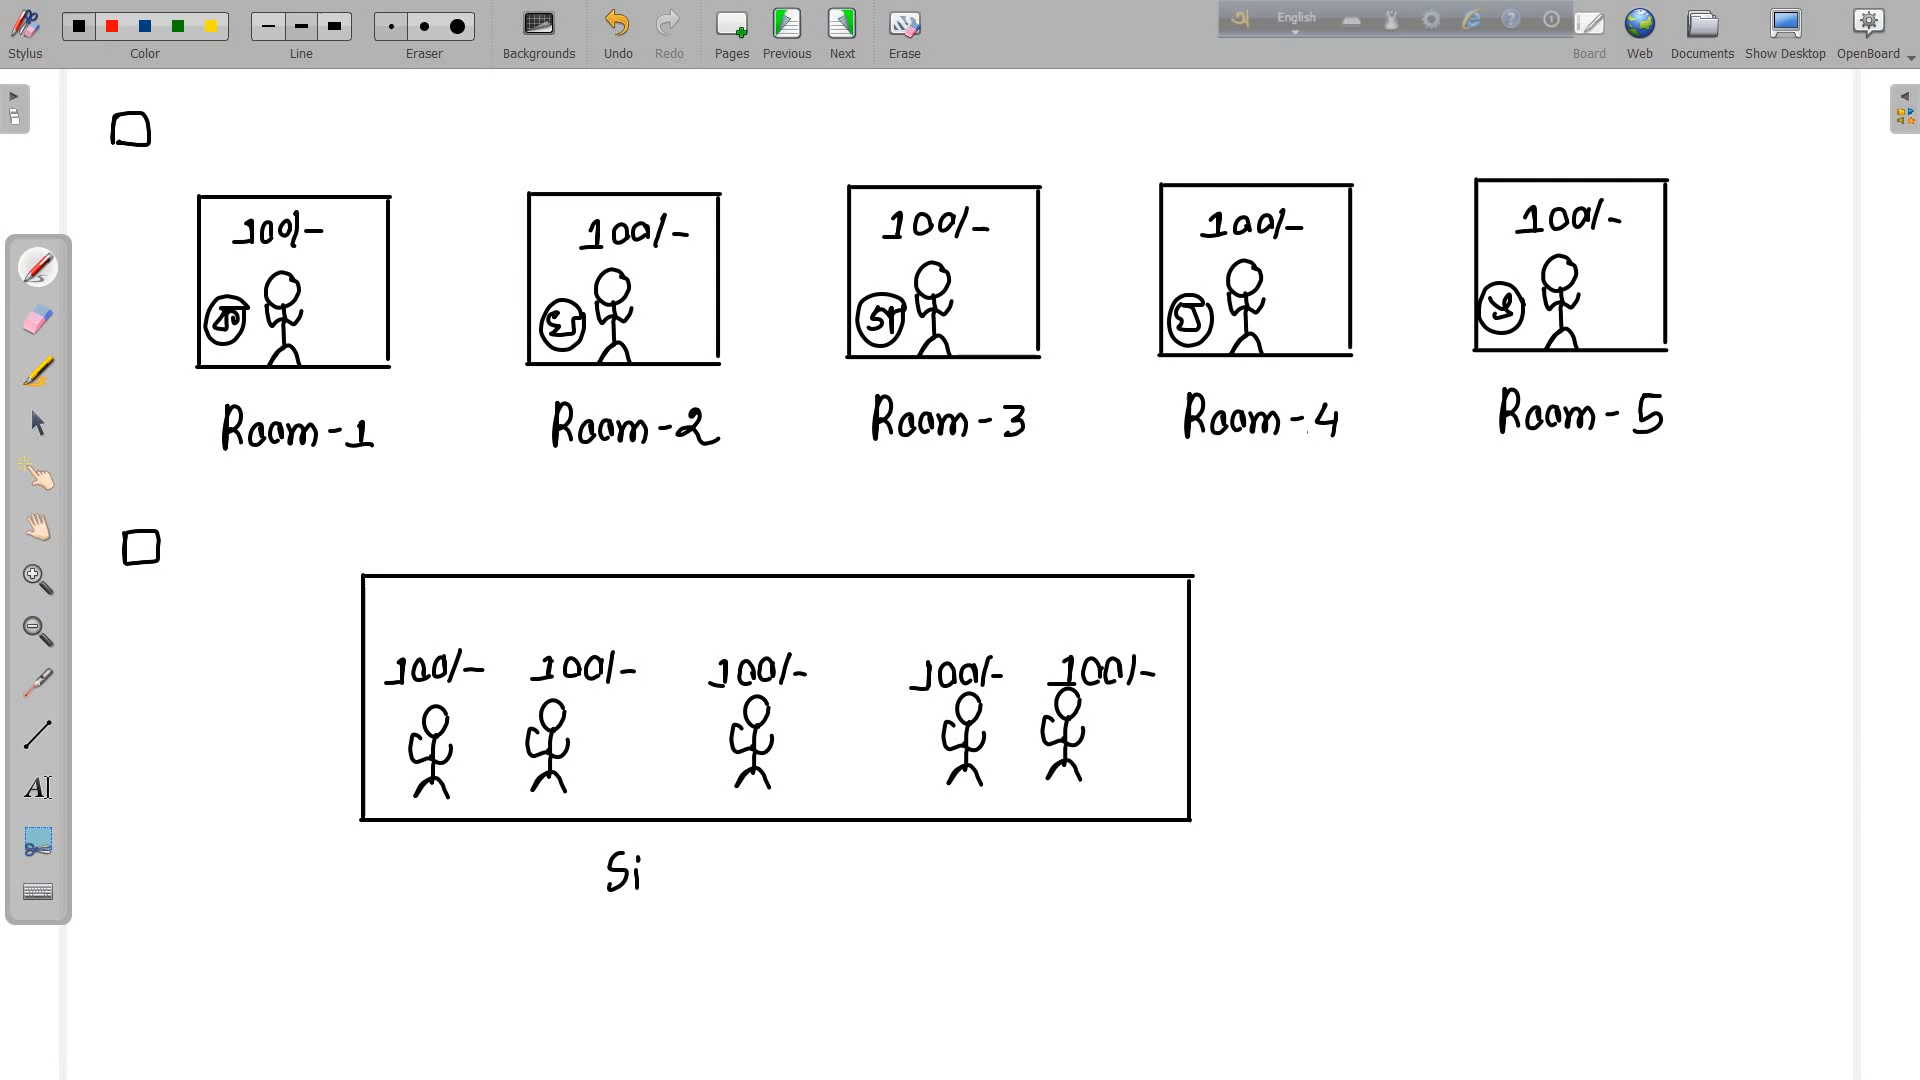 Stylus Color Line Eraser Backgrounds Undo Redo Pages Previous Next Erase অ English Board Web Documents Show Desktop OpenBoard
100/- 100/- 100/- 100/- 100/-
ক খ গ ঘ ঙ
Room-1 Room-2 Room-3 Room-4 Room-5
100/- 100/- 100/- 100/- 100/-
Si